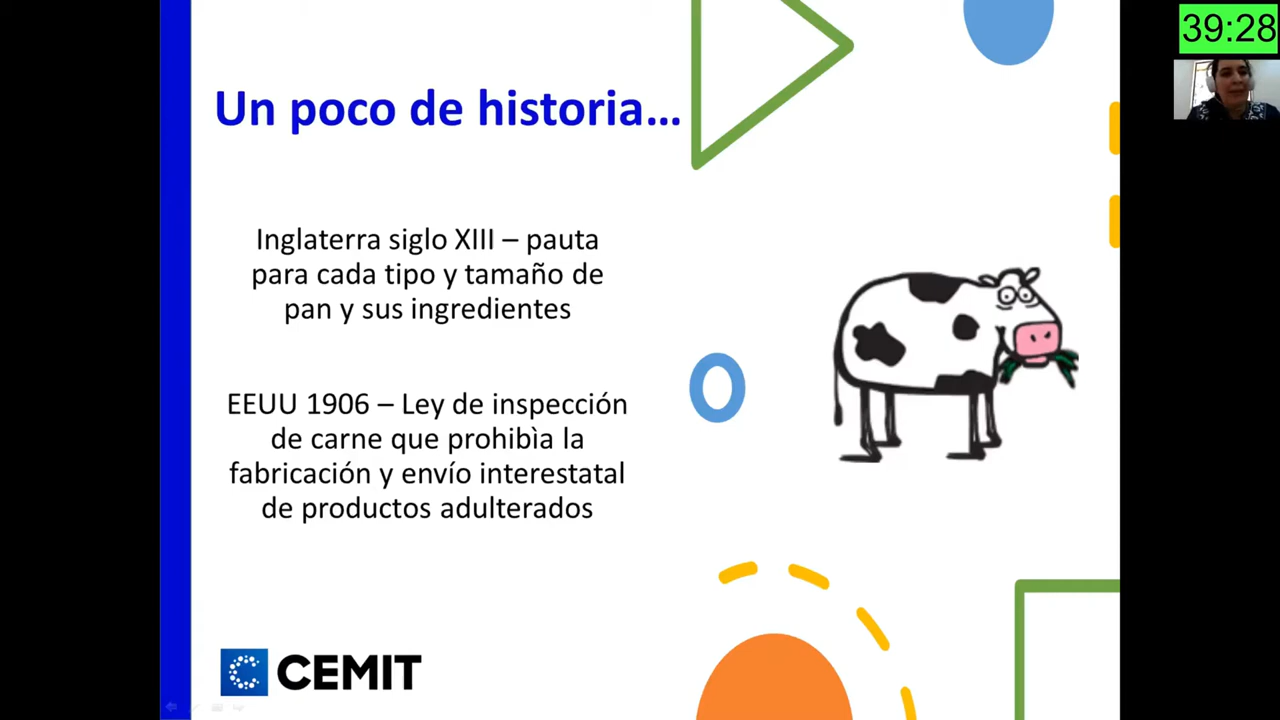 39:28
Un poco de historia...
Inglaterra siglo XIII – pauta
para cada tipo y tamaño de
pan y sus ingredientes
EEUU 1906 – Ley de inspección
de carne que prohibìa la
fabricación y envío interestatal
de productos adulterados
CEMIT